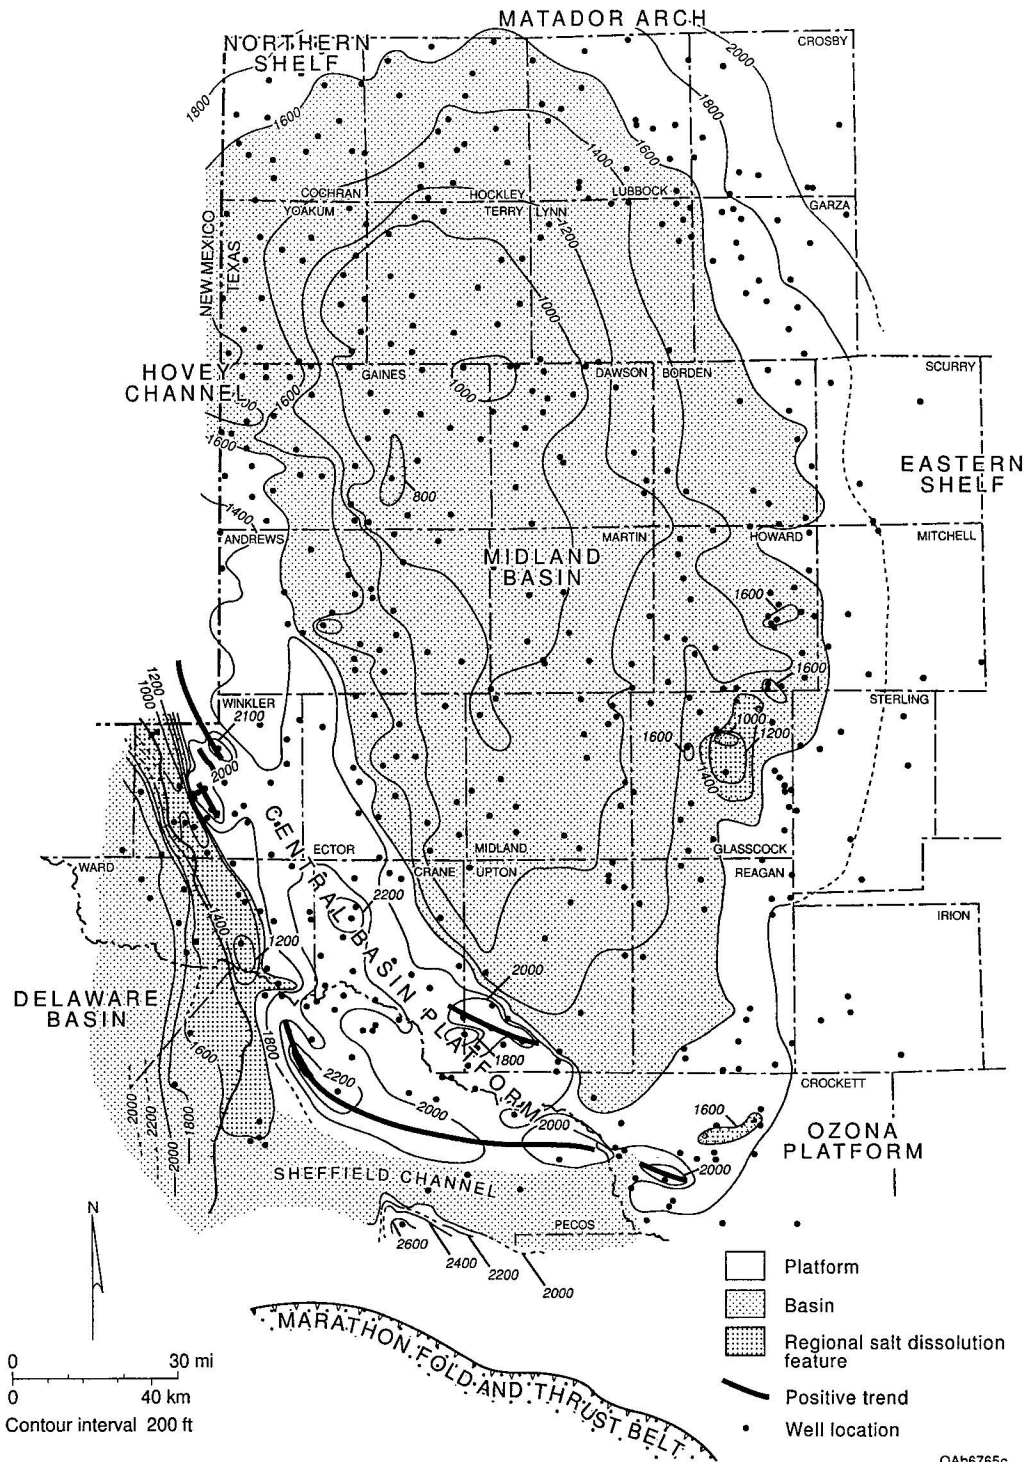 MATADOR ARCH
NORTHERN
SHELF
CROSBY
2000
1800
1800
1600
1600
1400
COCHRAN
HOCKLEY
LUBBOCK
YOAKUM
TERRY
LYNN
GARZA
1200
NEW MEXICO
TEXAS
1000
HOVEY
CHANNEL
GAINES
DAWSON
BORDEN
SCURRY
1000
1600
1600
800
EASTERN
SHELF
1400
ANDREWS
MARTIN
HOWARD
MITCHELL
MIDLAND
BASIN
1600
1600
1200
1000
WINKLER
2100
STERLING
1000
1200
1600
1400
2000
CENTRAL BASIN PLATFORM
ECTOR
MIDLAND
GLASSCOCK
WARD
CRANE
UPTON
REAGAN
2200
1400
1200
IRION
2000
DELAWARE
BASIN
1800
1800
1600
2200
2000
2000
CROCKETT
1600
2000
2200
2000
1800
OZONA
PLATFORM
2000
SHEFFIELD CHANNEL
N
PECOS
2600
2400
2200
2000
Platform
Basin
Regional salt dissolution
feature
Positive trend
Well location
MARATHON FOLD AND THRUST BELT
0 30 mi
0 40 km
Contour interval 200 ft
QAb6765c